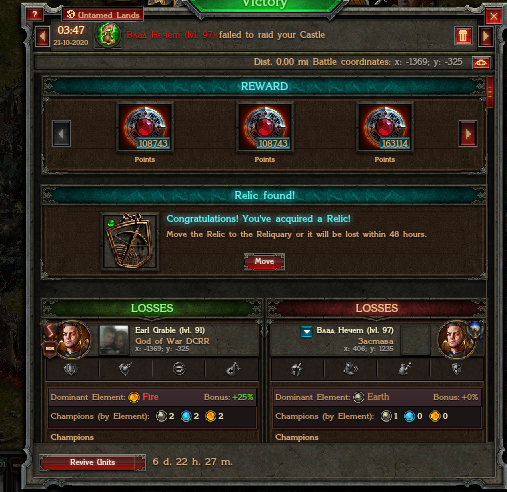 Victory
? Untamed Lands
03:47
23-10-2020
Влад Нечет (lvl. 97) failed to raid your Castle
Dist. 0.00 mi Battle coordinates: x: -1369; y: -325
REWARD
108743
108743
163114
Points
Points
Points
Relic found!
Congratulations! You've acquired a Relic!
Move the Relic to the Reliquary or it will be lost within 48 hours.
Move
LOSSES
LOSSES
Earl Grable (lvl. 91)
God of War DCRR
x: -1369; y: -325
Влад Нечет (lvl. 97)
Застава
x: 406; y: 1235
Dominant Element: Fire Bonus: +25%
Dominant Element: Earth Bonus: +0%
Champions (by Element): 2 2 2
Champions (by Element): 1 0 0
Champions
Champions
Revive Units
6 d. 22 h. 27 m.